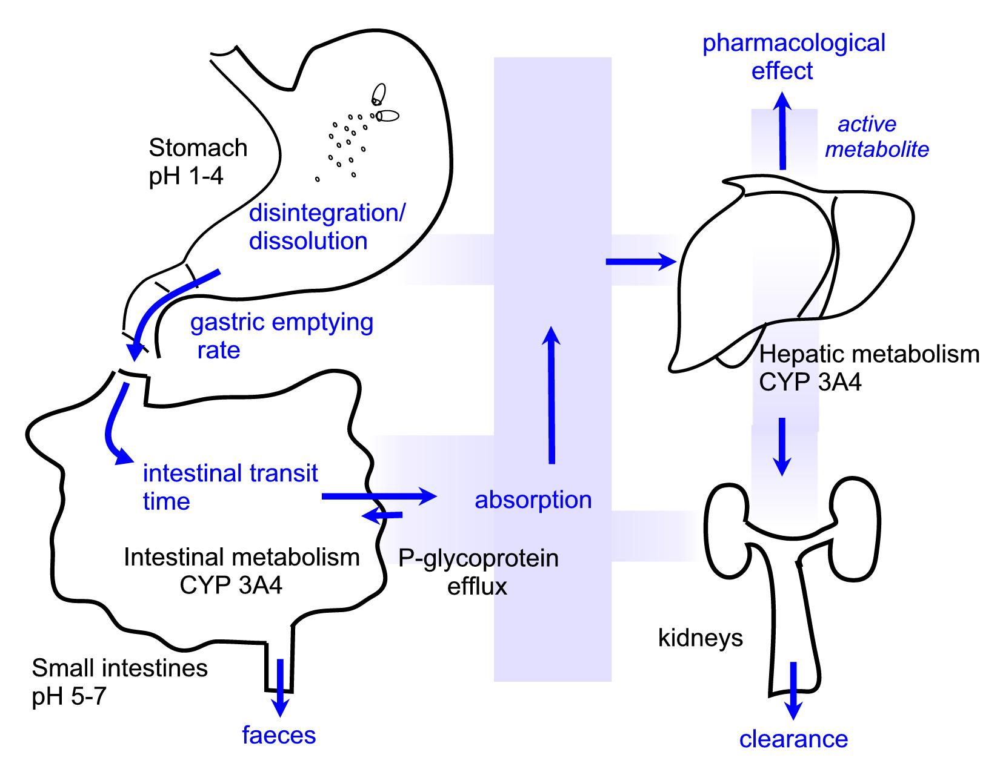 Stomach
pH 1-4
disintegration/
dissolution
gastric emptying
rate
intestinal transit
time
Intestinal metabolism
CYP 3A4
Small intestines
pH 5-7
faeces
absorption
P-glycoprotein
efflux
pharmacological
effect
active
metabolite
Hepatic metabolism
CYP 3A4
kidneys
clearance